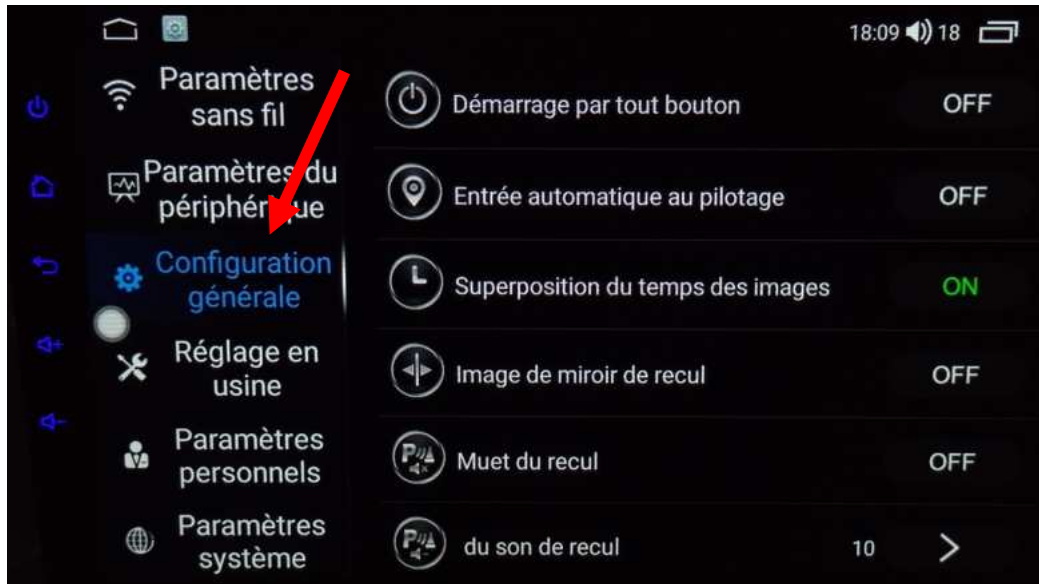 18:09 18
Paramètres
sans fil
Démarrage par tout bouton OFF
Paramètres du
périphérique
Entrée automatique au pilotage OFF
Configuration
générale
Superposition du temps des images ON
Réglage en
usine
Image de miroir de recul OFF
Paramètres
personnels
Muet du recul OFF
Paramètres
système
du son de recul 10